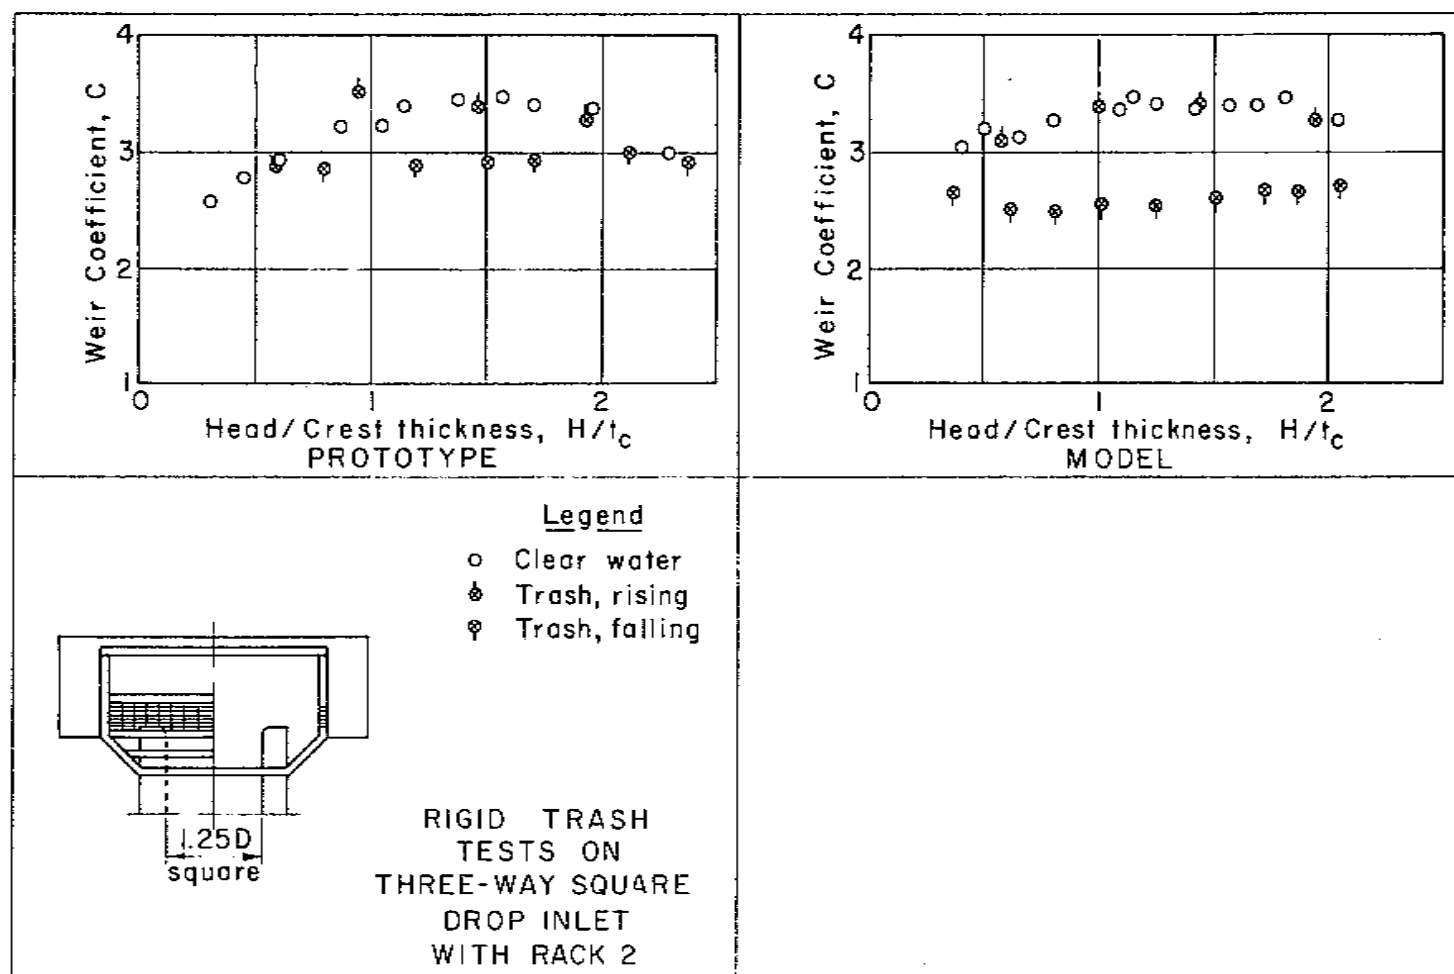 4
3
2
1
Weir Coefficient, C
0
1
2
Head/Crest thickness, H/tc
PROTOTYPE
4
3
2
1
Weir Coefficient, C
0
1
2
Head/Crest thickness, H/tc
MODEL
Legend
Clear water
Trash, rising
Trash, falling
1.25D
square
RIGID TRASH
TESTS ON
THREE-WAY SQUARE
DROP INLET
WITH RACK 2